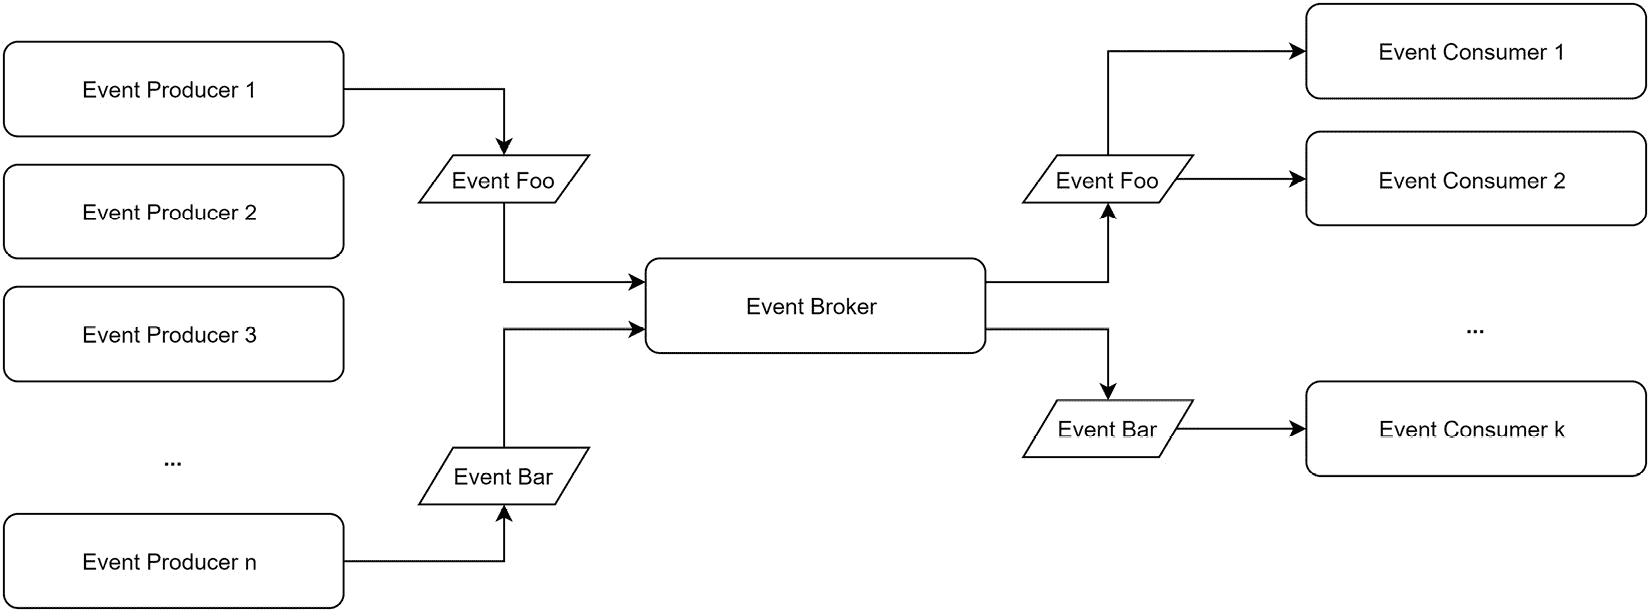 Event Producer 1
Event Producer 2
Event Producer 3
...
Event Producer n
Event Foo
Event Bar
Event Broker
Event Foo
Event Bar
Event Consumer 1
Event Consumer 2
...
Event Consumer k